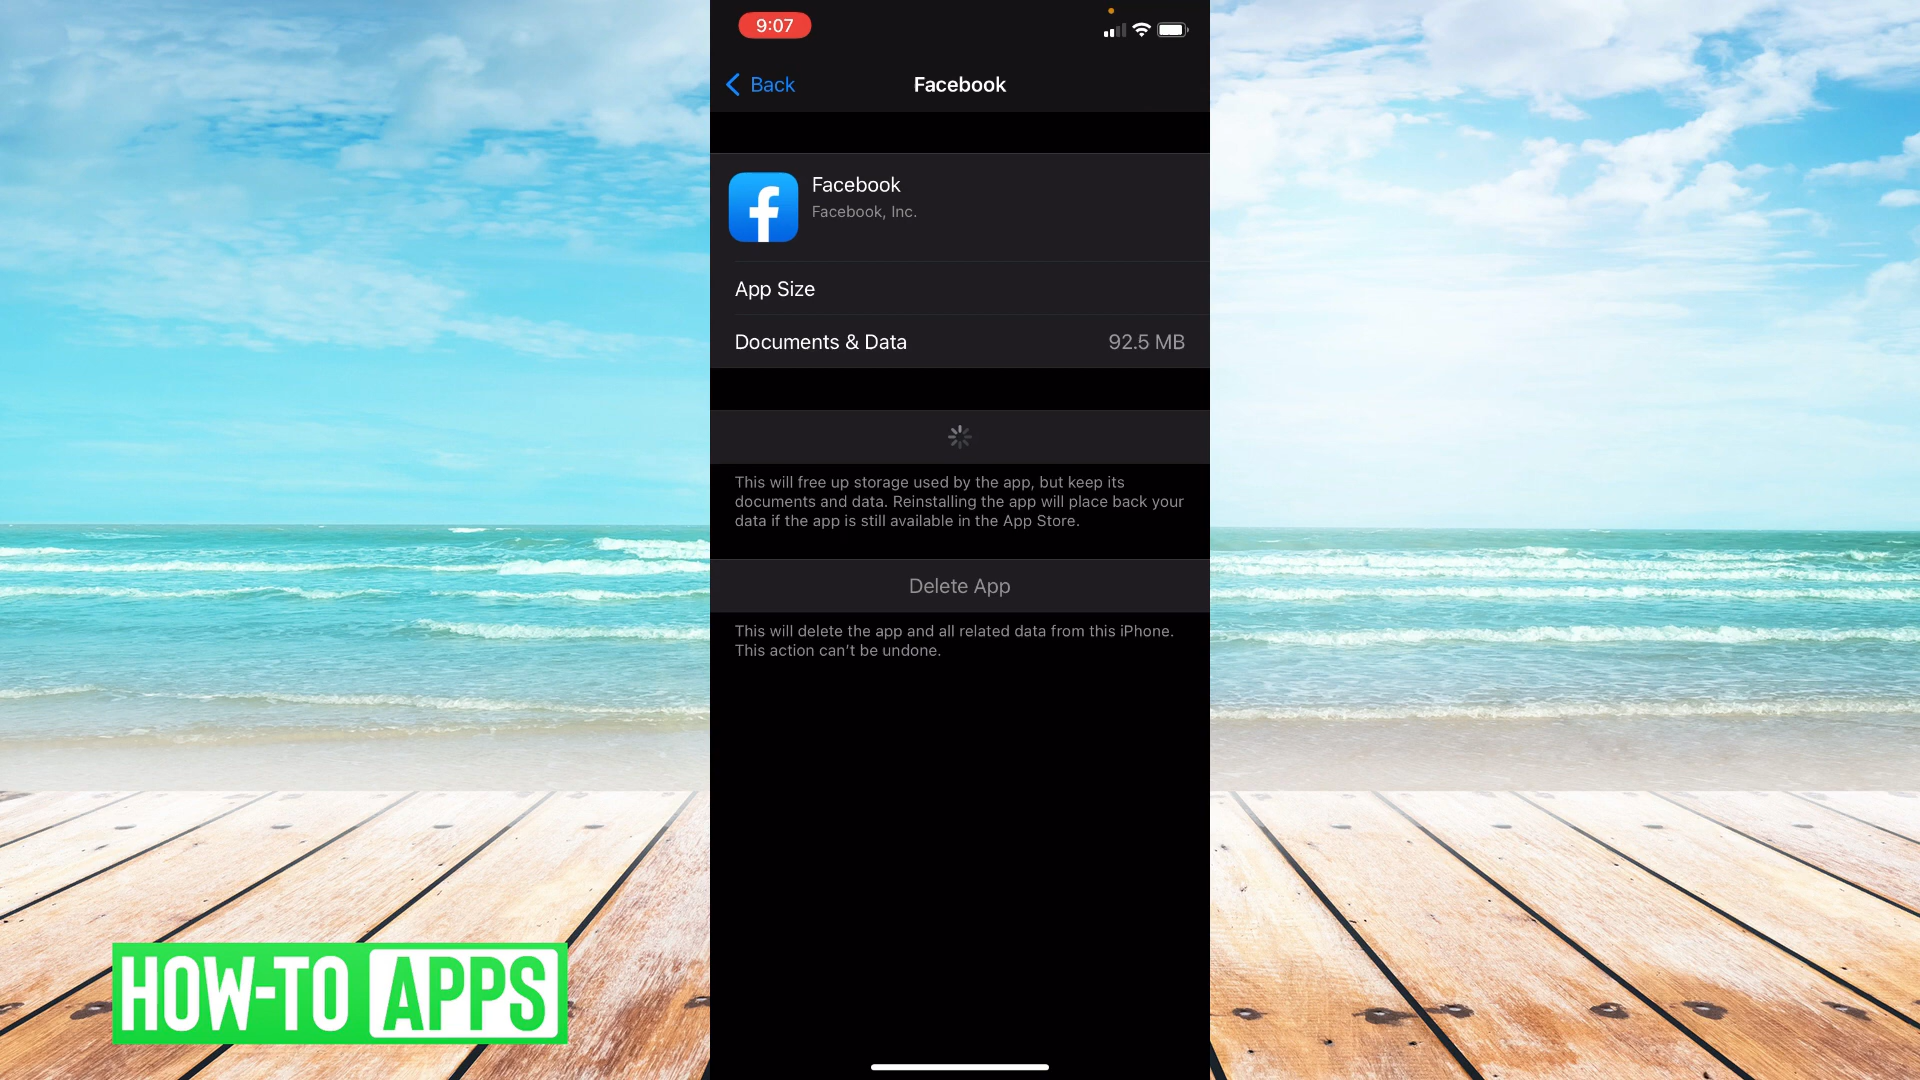 9:07
Back
Facebook
Facebook
Facebook, Inc.
App Size
Documents & Data 92.5 MB
This will free up storage used by the app, but keep its
documents and data. Reinstalling the app will place back your
data if the app is still available in the App Store.
Delete App
This will delete the app and all related data from this iPhone.
This action can't be undone.
HOW-TO APPS